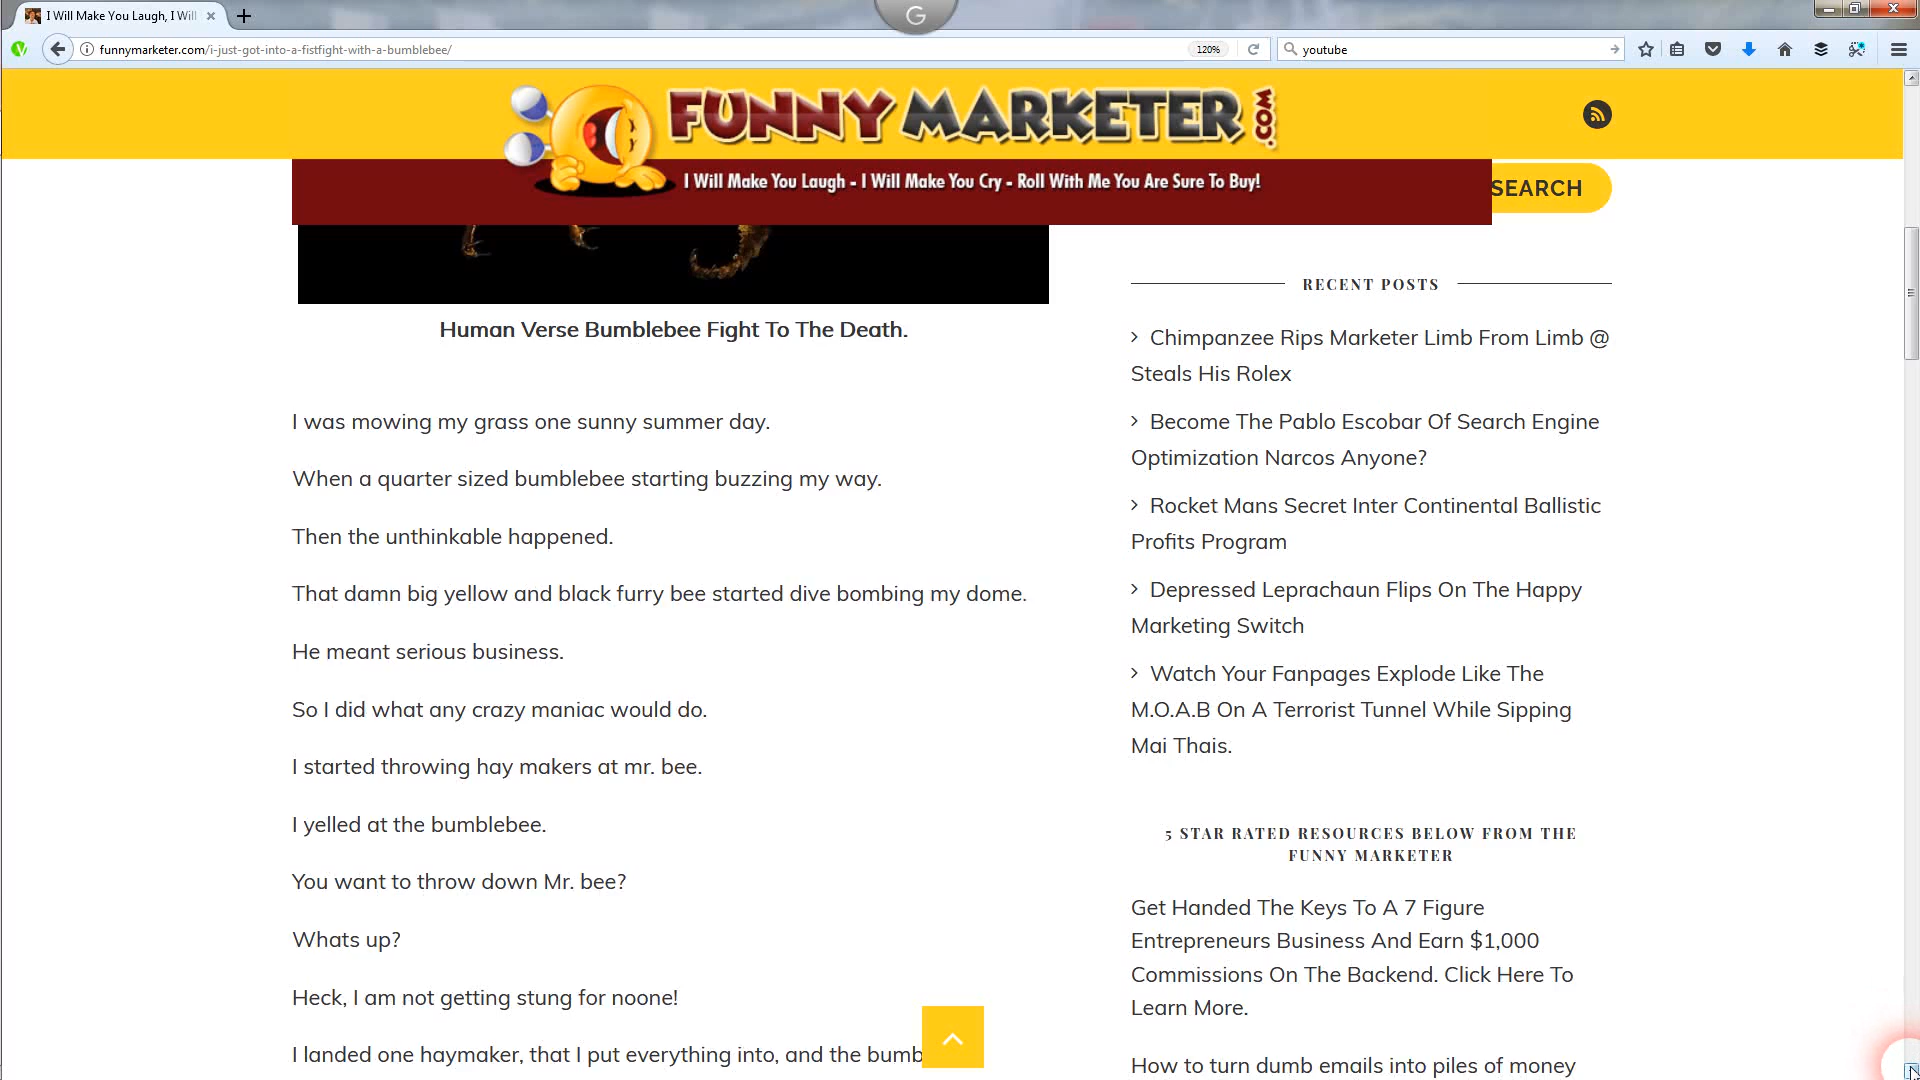 I Will Make You Laugh, I Will
funnymarketer.com/i-just-got-into-a-fistfight-with-a-bumblebee/
120%
youtube
G
FUNNY MARKETER.COM
I Will Make You Laugh - I Will Make You Cry - Roll With Me You Are Sure To Buy!
SEARCH
Human Verse Bumblebee Fight To The Death.
I was mowing my grass one sunny summer day.
When a quarter sized bumblebee starting buzzing my way.
Then the unthinkable happened.
That damn big yellow and black furry bee started dive bombing my dome.
He meant serious business.
So I did what any crazy maniac would do.
I started throwing hay makers at mr. bee.
I yelled at the bumblebee.
You want to throw down Mr. bee?
Whats up?
Heck, I am not getting stung for noone!
I landed one haymaker, that I put everything into, and the bumb
RECENT POSTS
Chimpanzee Rips Marketer Limb From Limb @
Steals His Rolex
Become The Pablo Escobar Of Search Engine
Optimization Narcos Anyone?
Rocket Mans Secret Inter Continental Ballistic
Profits Program
Depressed Leprachaun Flips On The Happy
Marketing Switch
Watch Your Fanpages Explode Like The
M.O.A.B On A Terrorist Tunnel While Sipping
Mai Thais.
5 STAR RATED RESOURCES BELOW FROM THE
FUNNY MARKETER
Get Handed The Keys To A 7 Figure
Entrepreneurs Business And Earn $1,000
Commissions On The Backend. Click Here To
Learn More.
How to turn dumb emails into piles of money